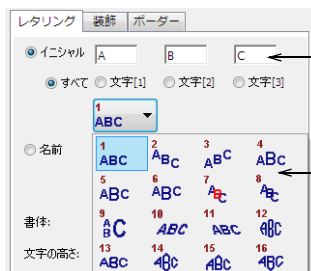 レタリング 装飾 ボーダー
イニシャル A B C
すべて 文字[1] 文字[2] 文字[3]
1
ABC
名前
1 2 3 4
ABC ABC ABC ABC
5 6 7 8
ABC ABC ABC ABC
書体:
9 10 11 12
ABC ABC ABC ABC
文字の高さ:
13 14 15 16
ABC ABC ABC ABC